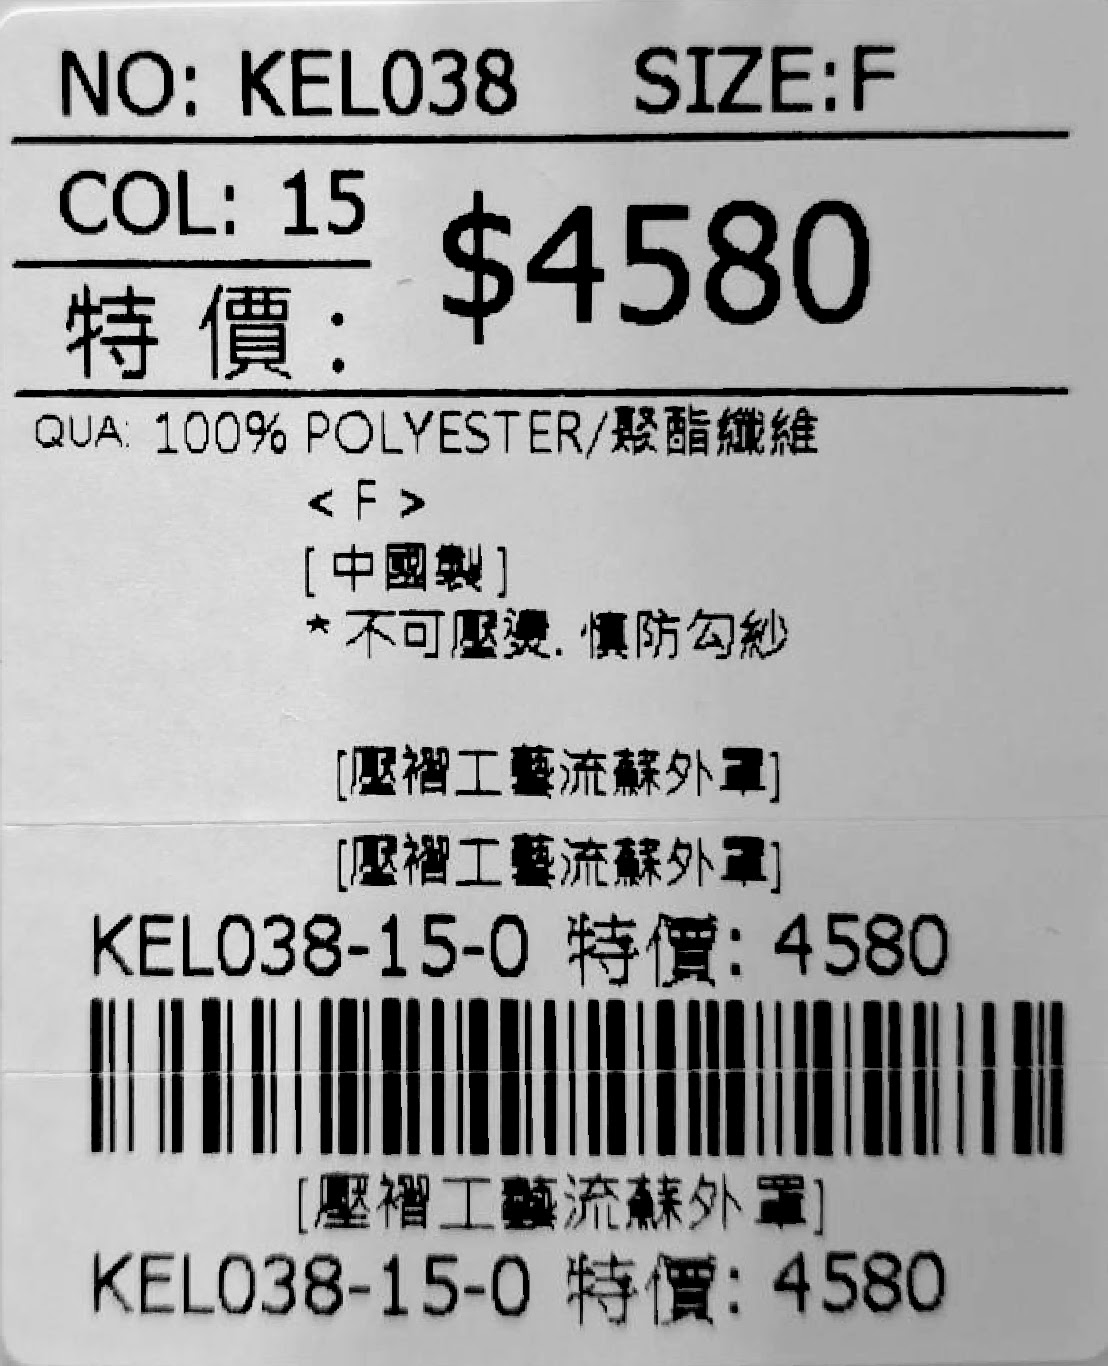 NO: KEL038 SIZE:F
COL: 15
$4580
特價:
QUA: 100% POLYESTER/聚酯纖維
< F >
[中國製]
*不可壓燙.慎防勾紗
[壓褶工藝流蘇外罩]
[壓褶工藝流蘇外罩]
KEL038-15-0 特價: 4580
[壓褶工藝流蘇外罩]
KEL038-15-0 特價: 4580